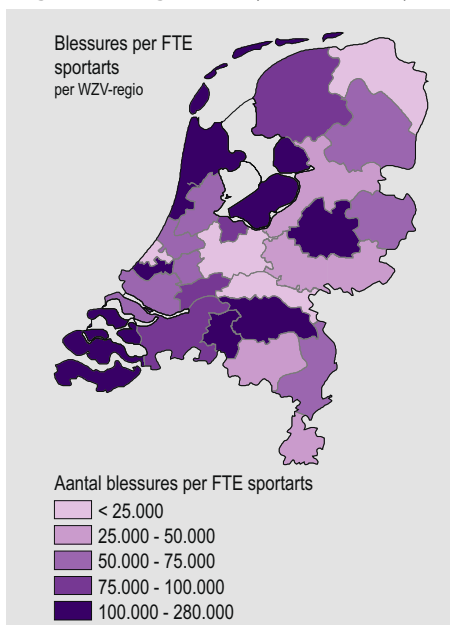 Blessures per FTE
sportarts
per WZV-regio
Aantal blessures per FTE sportarts
< 25.000
25.000 - 50.000
50.000 - 75.000
75.000 - 100.000
100.000 - 280.000